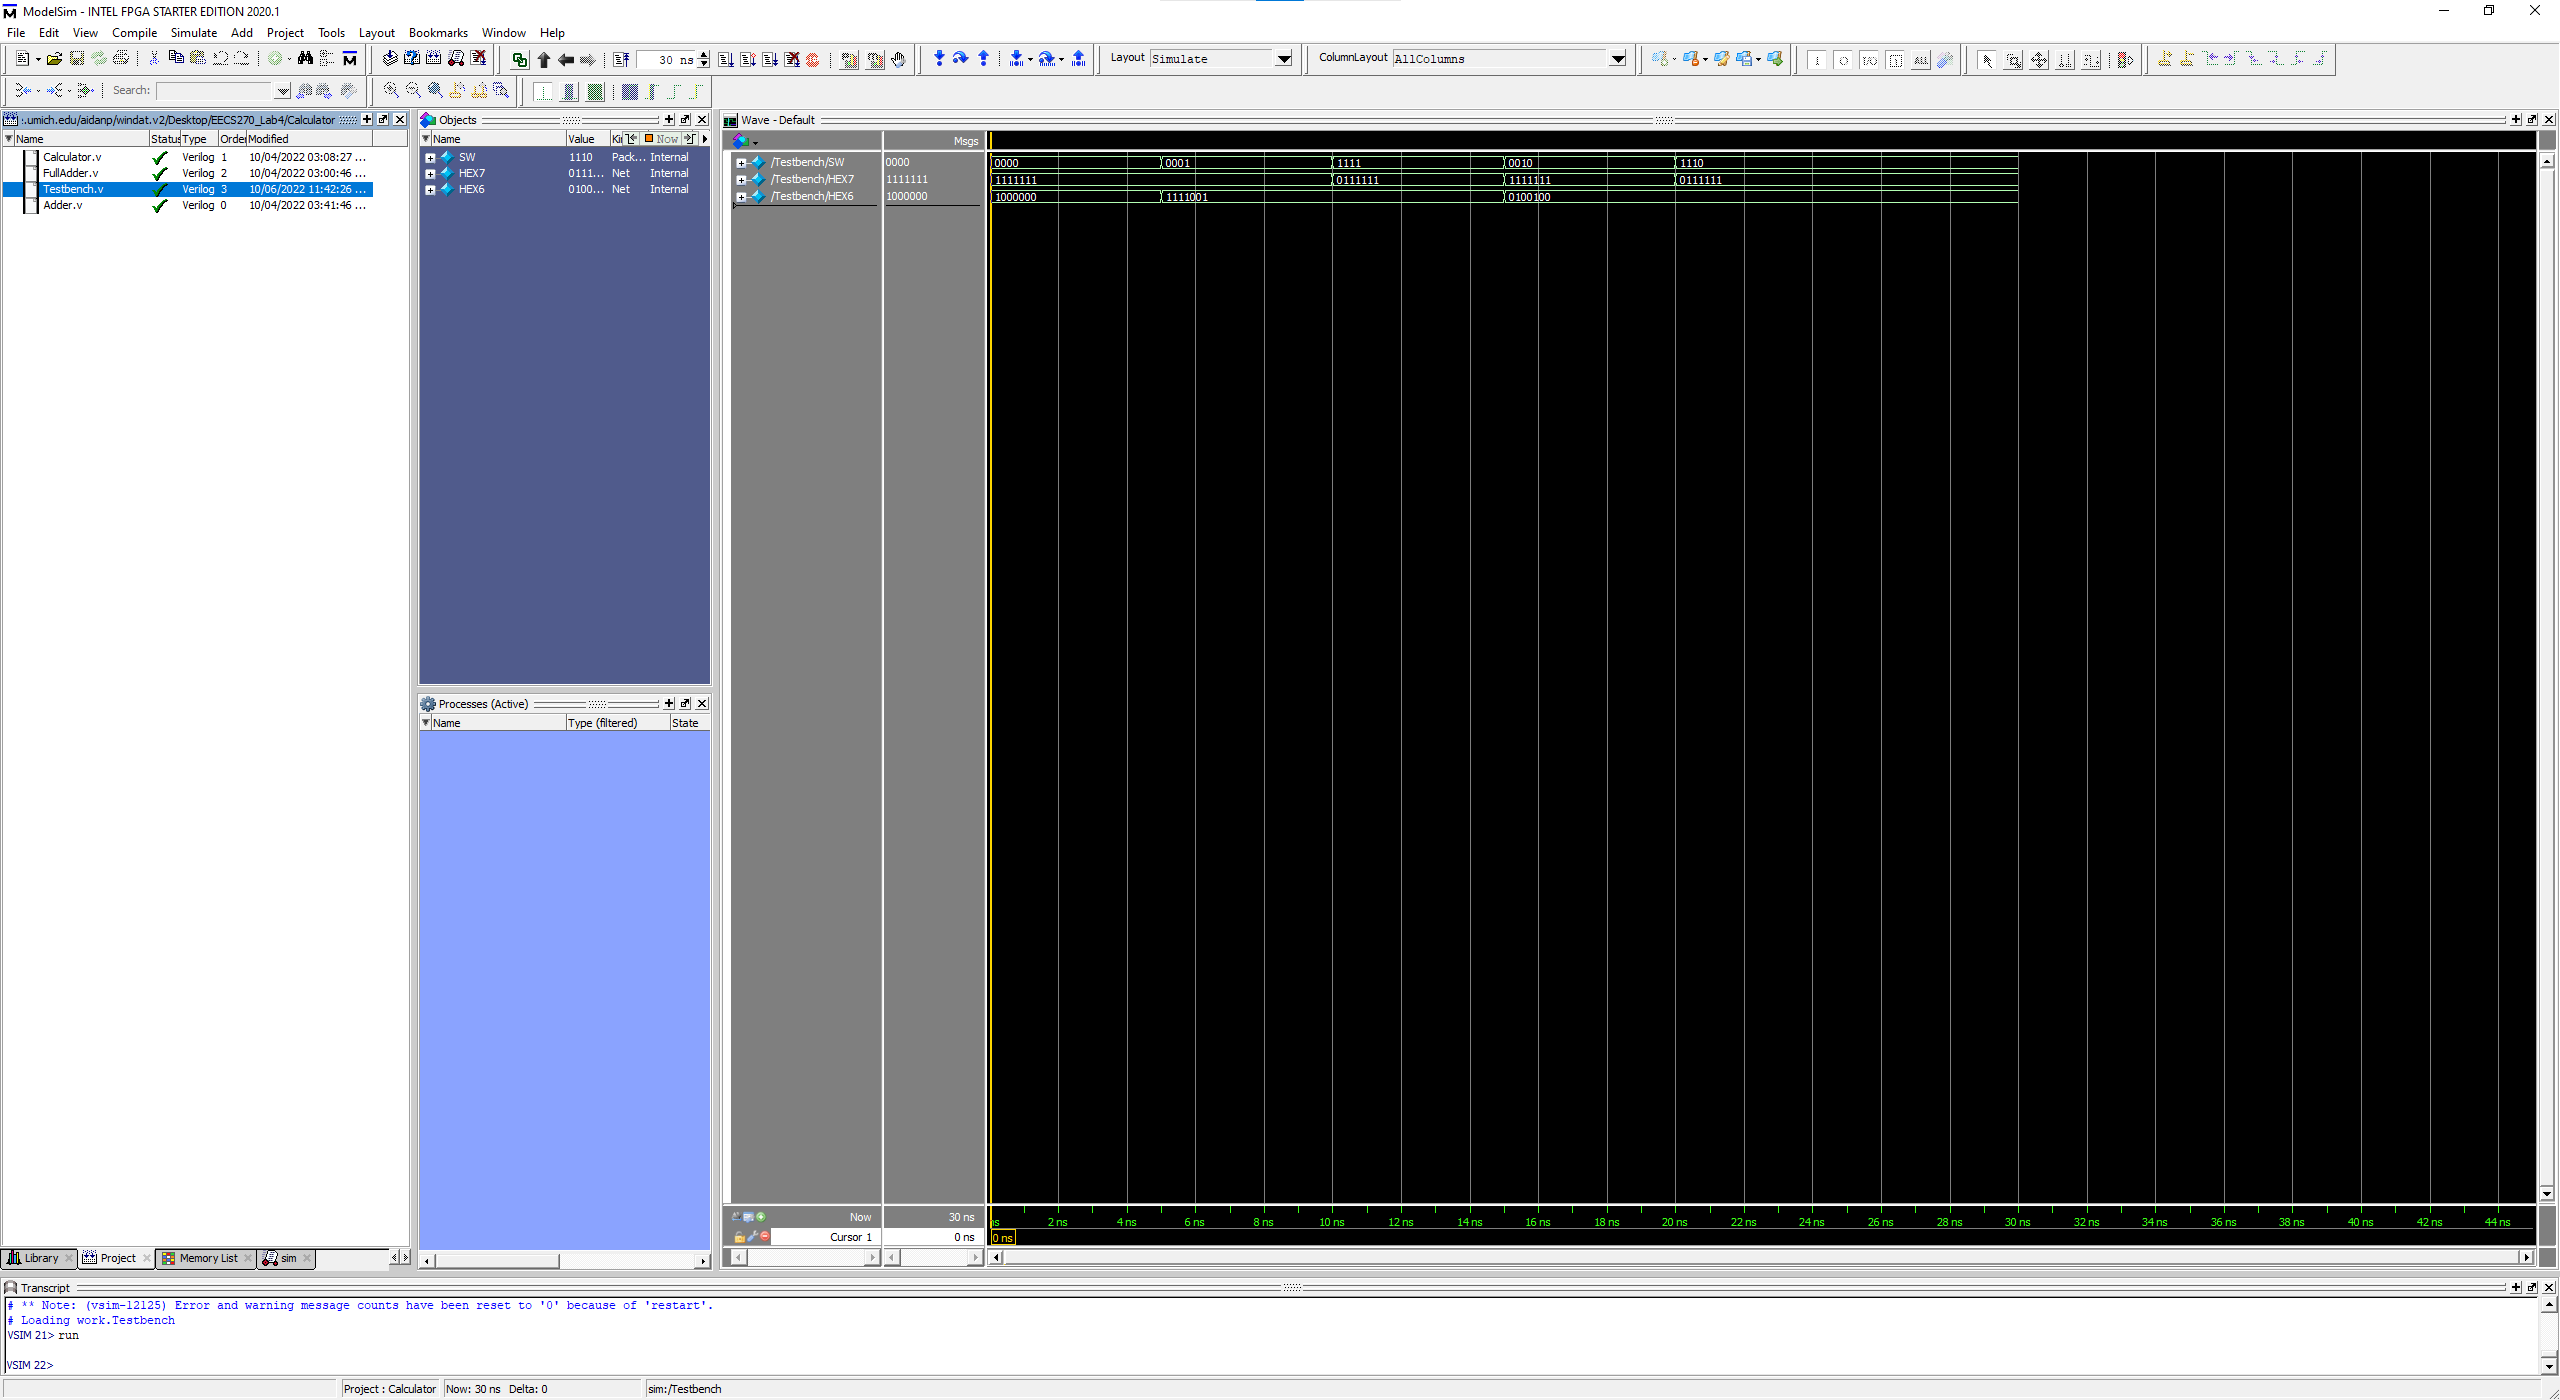 ModelSim - INTEL FPGA STARTER EDITION 2020.1
File Edit View Compile Simulate Add Project Tools Layout Bookmarks Window Help
30 ns
Layout Simulate
ColumnLayout AllColumns
Search:
:.umich.edu/aidanp/windat.v2/Desktop/EECS270_Lab4/Calculator
Name Status Type Order Modified
Calculator.v Verilog 1 10/04/2022 03:08:27 ...
FullAdder.v Verilog 2 10/04/2022 03:00:46 ...
Testbench.v Verilog 3 10/06/2022 11:42:26 ...
Adder.v Verilog 0 10/04/2022 03:41:46 ...
Library Project Memory List sim
Objects
Name Value Ki Now
SW 1110 Pack... Internal
HEX7 0111... Net Internal
HEX6 0100... Net Internal
Processes (Active)
Name Type (filtered) State
Wave - Default
Msgs
/Testbench/SW 0000 0000 0001 1111 0010 1110
/Testbench/HEX7 1111111 1111111 0111111 1111111 0111111
/Testbench/HEX6 1000000 1000000 1111001 0100100
Now 30 ns ns 2 ns 4 ns 6 ns 8 ns 10 ns 12 ns 14 ns 16 ns 18 ns 20 ns 22 ns 24 ns 26 ns 28 ns 30 ns 32 ns 34 ns 36 ns 38 ns 40 ns 42 ns 44 ns
Cursor 1 0 ns 0 ns
Transcript
# ** Note: (vsim-12125) Error and warning message counts have been reset to '0' because of 'restart'.
# Loading work.Testbench
VSIM 21> run
VSIM 22>
Project : Calculator Now: 30 ns Delta: 0 sim:/Testbench